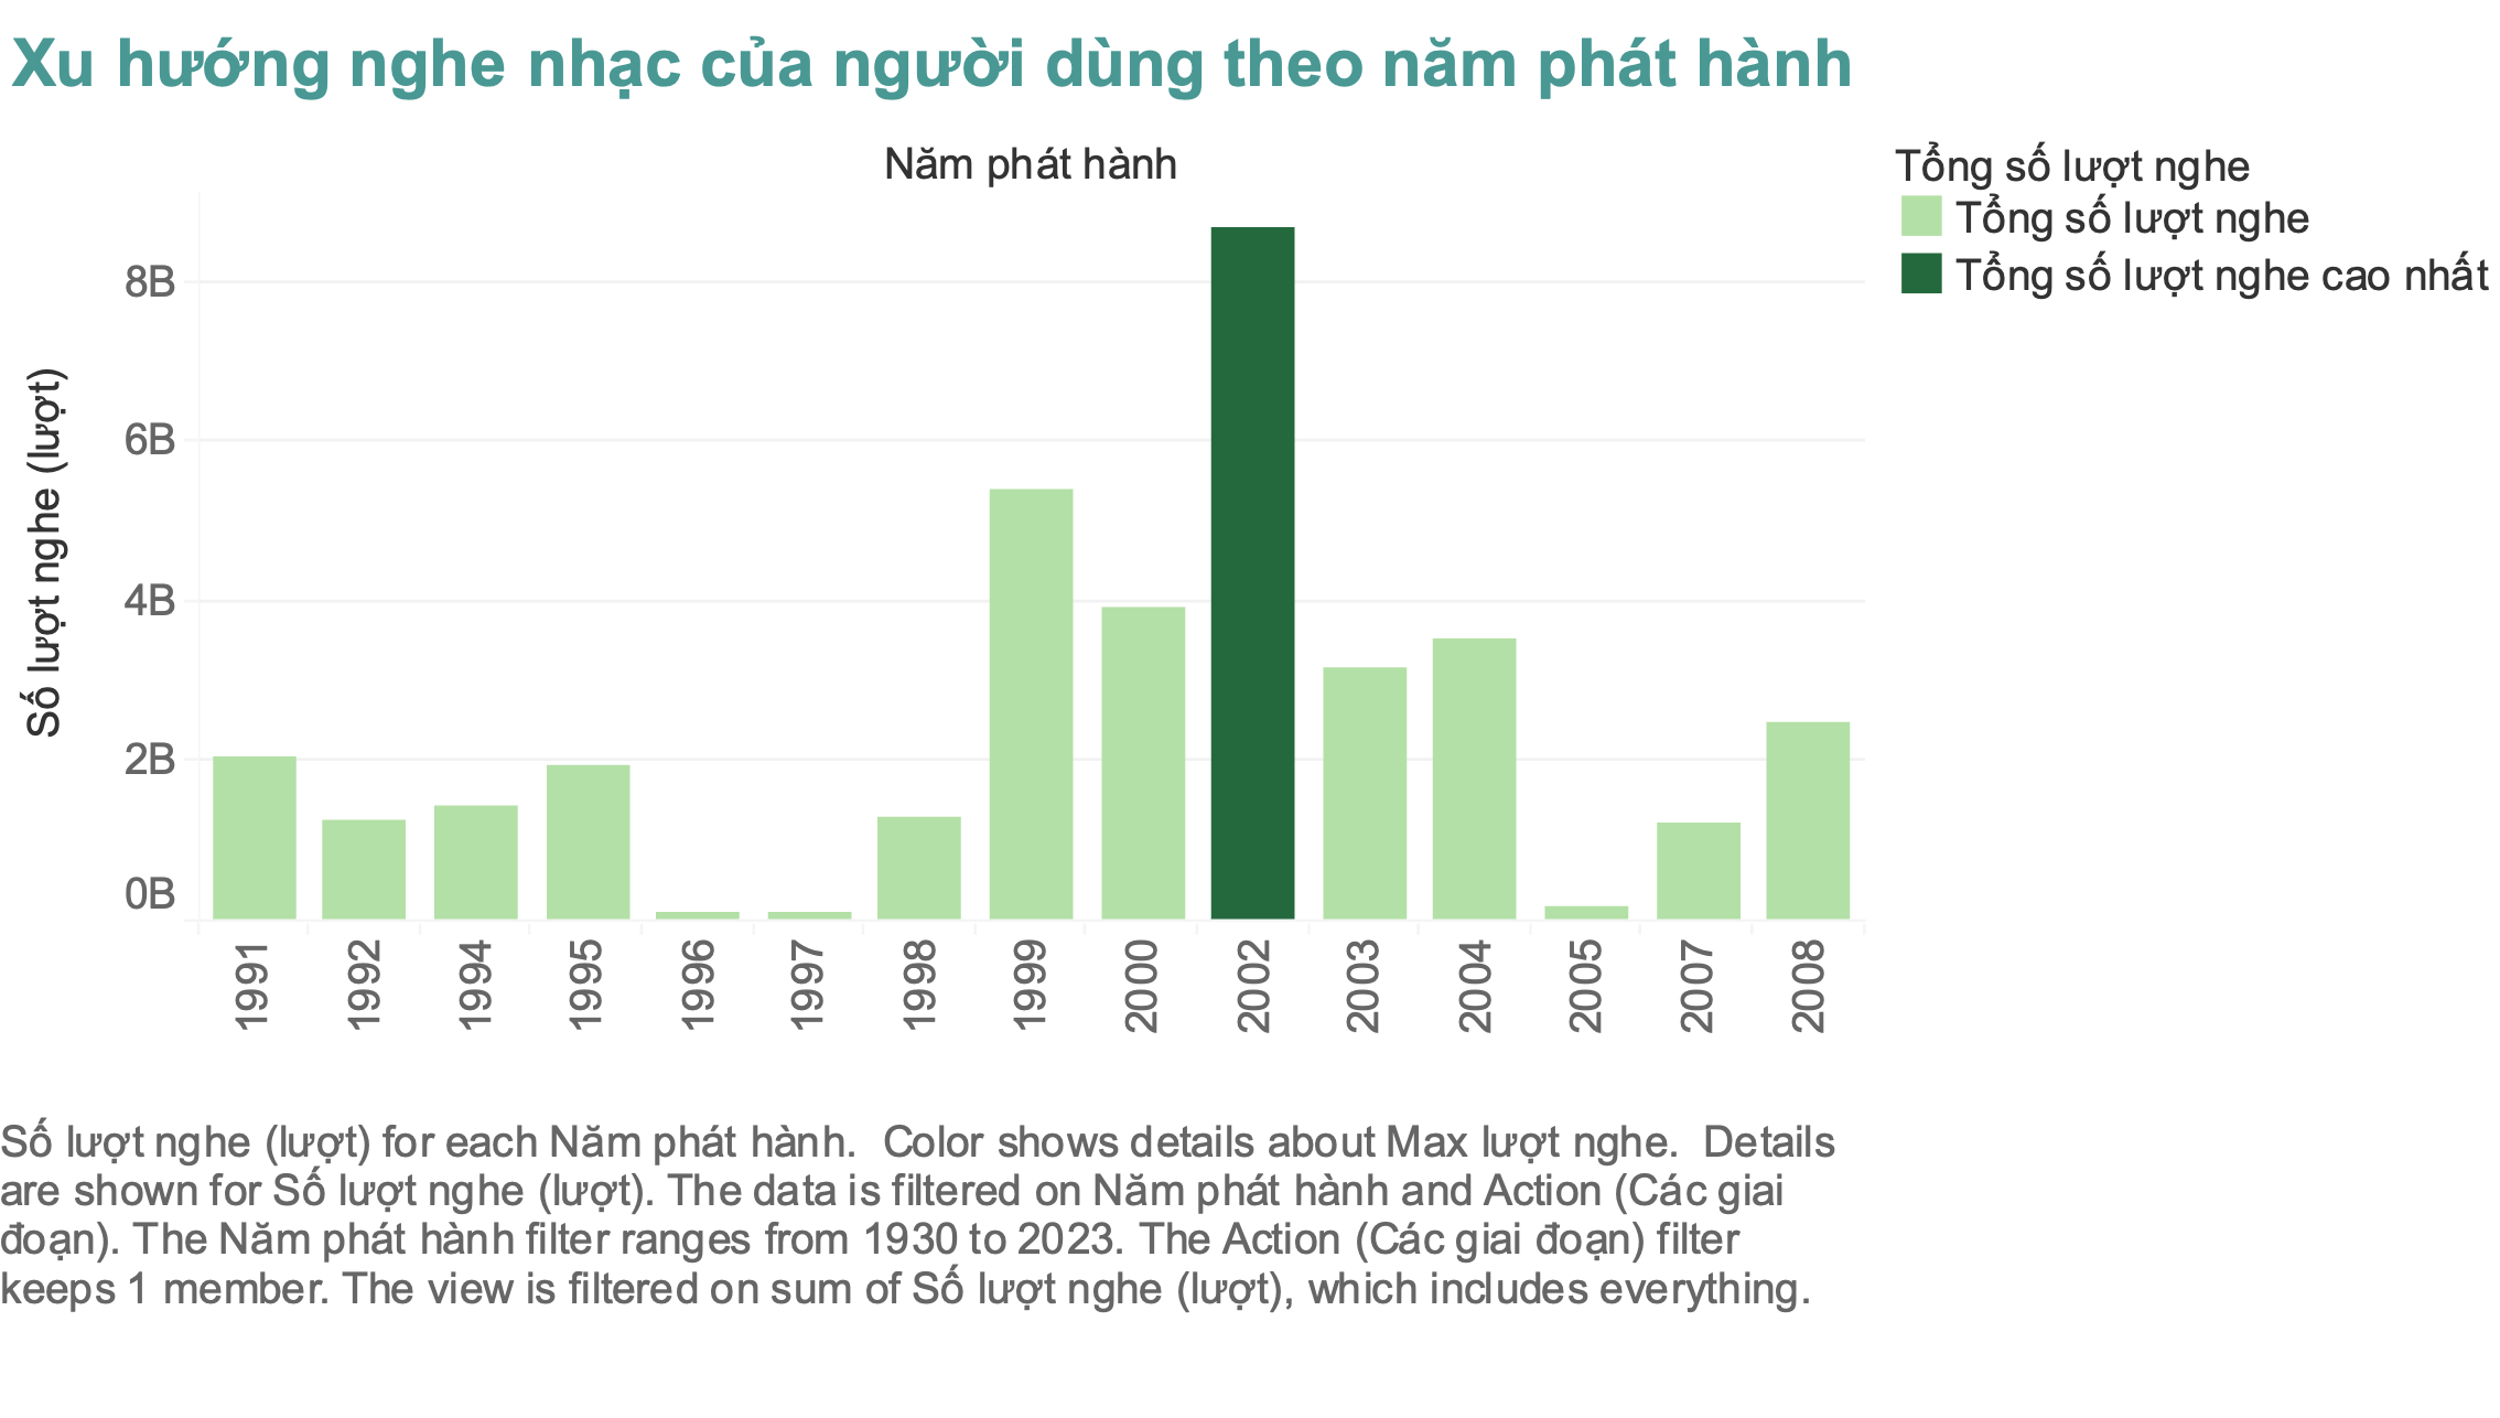 Xu hướng nghe nhạc của người dùng theo năm phát hành
Năm phát hành
Tổng số lượt nghe
Tổng số lượt nghe
Tổng số lượt nghe cao nhất
Số lượt nghe (lượt)
8B
6B
4B
2B
0B
1991
1992
1994
1995
1996
1997
1998
1999
2000
2002
2003
2004
2005
2007
2008
Số lượt nghe (lượt) for each Năm phát hành. Color shows details about Max lượt nghe. Details
are shown for Số lượt nghe (lượt). The data is filtered on Năm phát hành and Action (Các giai
đoạn). The Năm phát hành filter ranges from 1930 to 2023. The Action (Các giai đoạn) filter
keeps 1 member. The view is filtered on sum of Số lượt nghe (lượt), which includes everything.